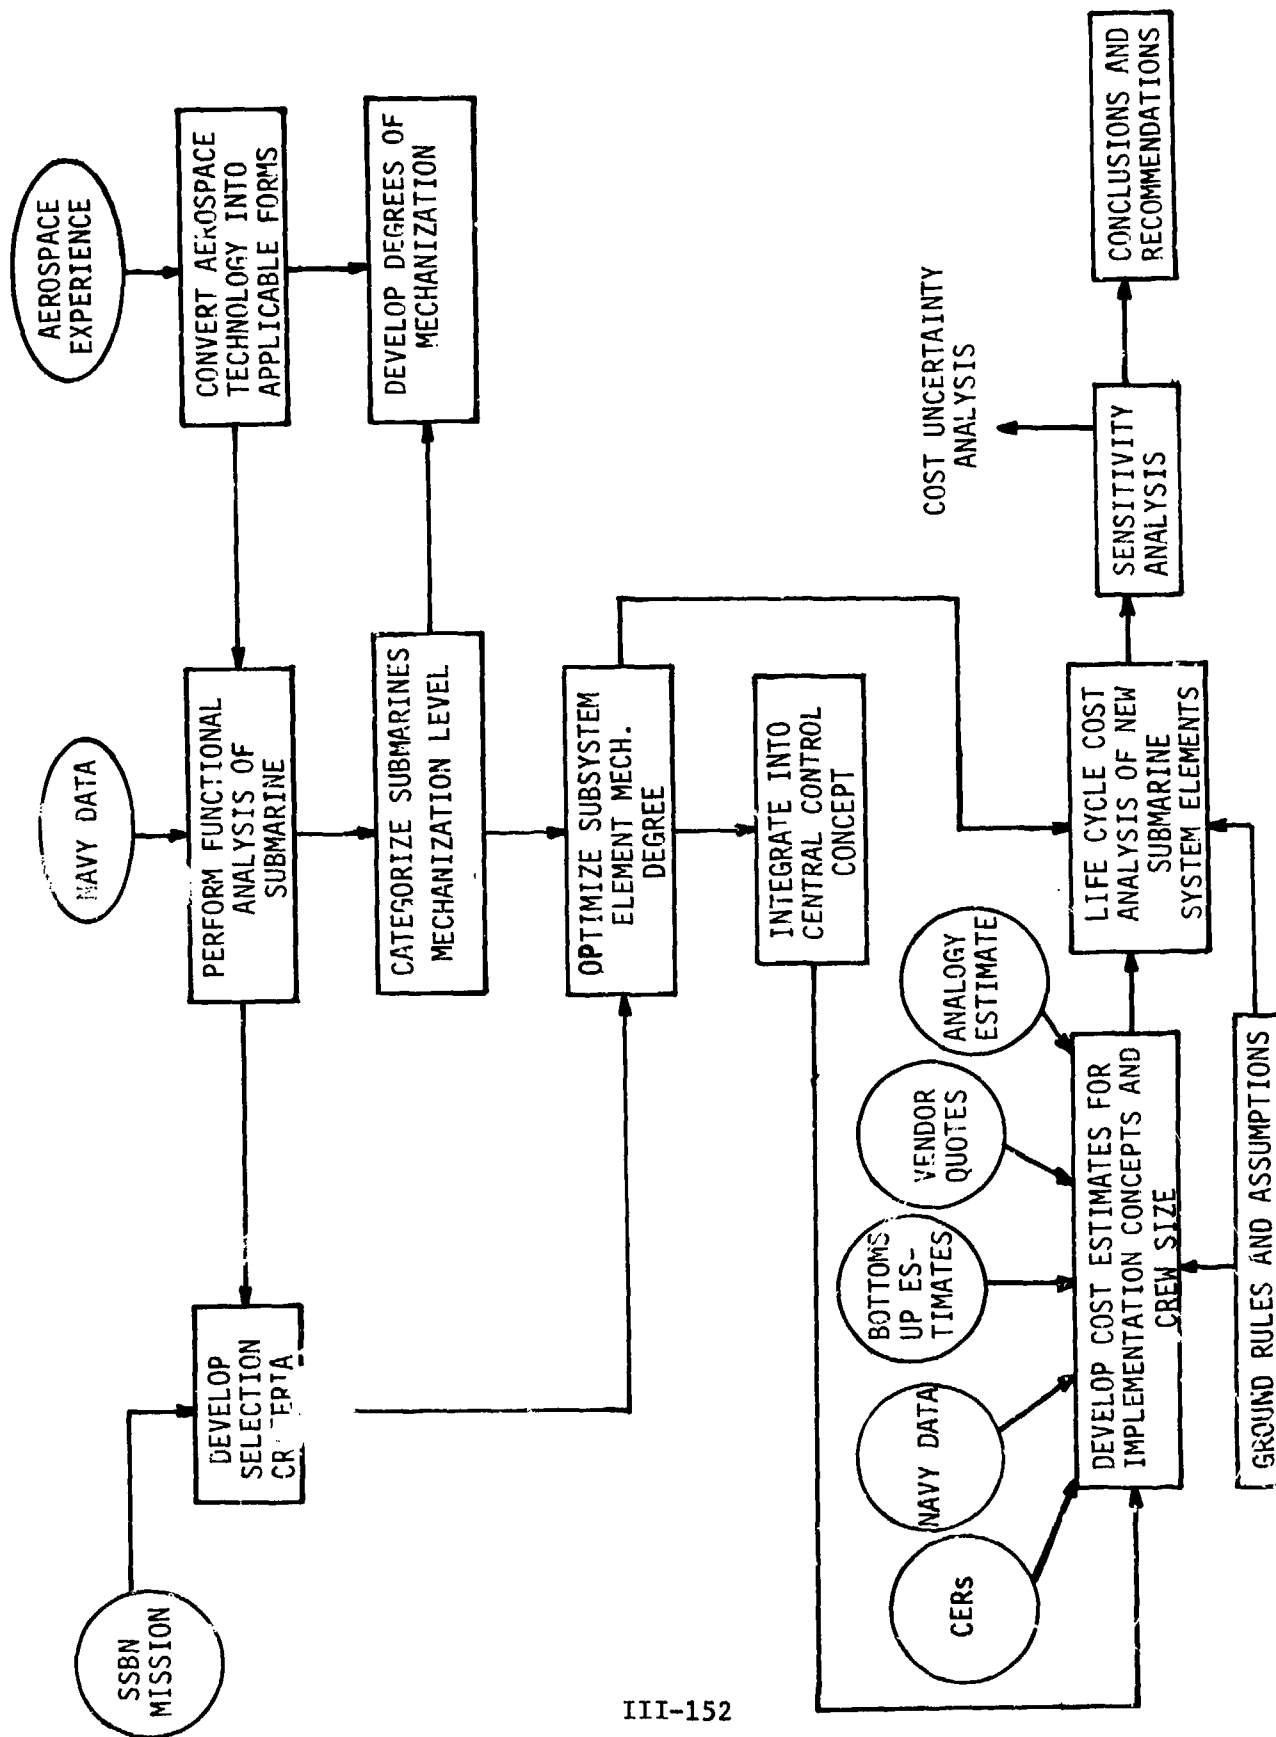 SSBN
MISSION
NAVY DATA
AEROSPACE
EXPERIENCE
DEVELOP
SELECTION
PERFORM FUNCTIONAL
ANALYSIS OF
SUBMARINE
CONVERT AEROSPACE
TECHNOLOGY INTO
APPLICABLE FORMS
CATEGORIZE SUBMARINES
MECHANIZATION LEVEL
DEVELOP DEGREES OF
MECHANIZATION
OPTIMIZE SUBSYSTEM
ELEMENT MECH.
DEGREE
INTEGRATE INTO
CENTRAL CONTROL
CONCEPT
CERs
NAVY DATA
BOTTOMS
UP ES-
TIMATES
VENDOR
QUOTES
ANALOGY
ESTIMATE
COST UNCERTAINTY
ANALYSIS
DEVELOP COST ESTIMATES FOR
IMPLEMENTATION CONCEPTS AND
CREW SIZE
LIFE CYCLE COST
ANALYSIS OF NEW
SUBMARINE
SYSTEM ELEMENTS
SENSITIVITY
ANALYSIS
CONCLUSIONS AND
RECOMMENDATIONS
GROUND RULES AND ASSUMPTIONS
III-152